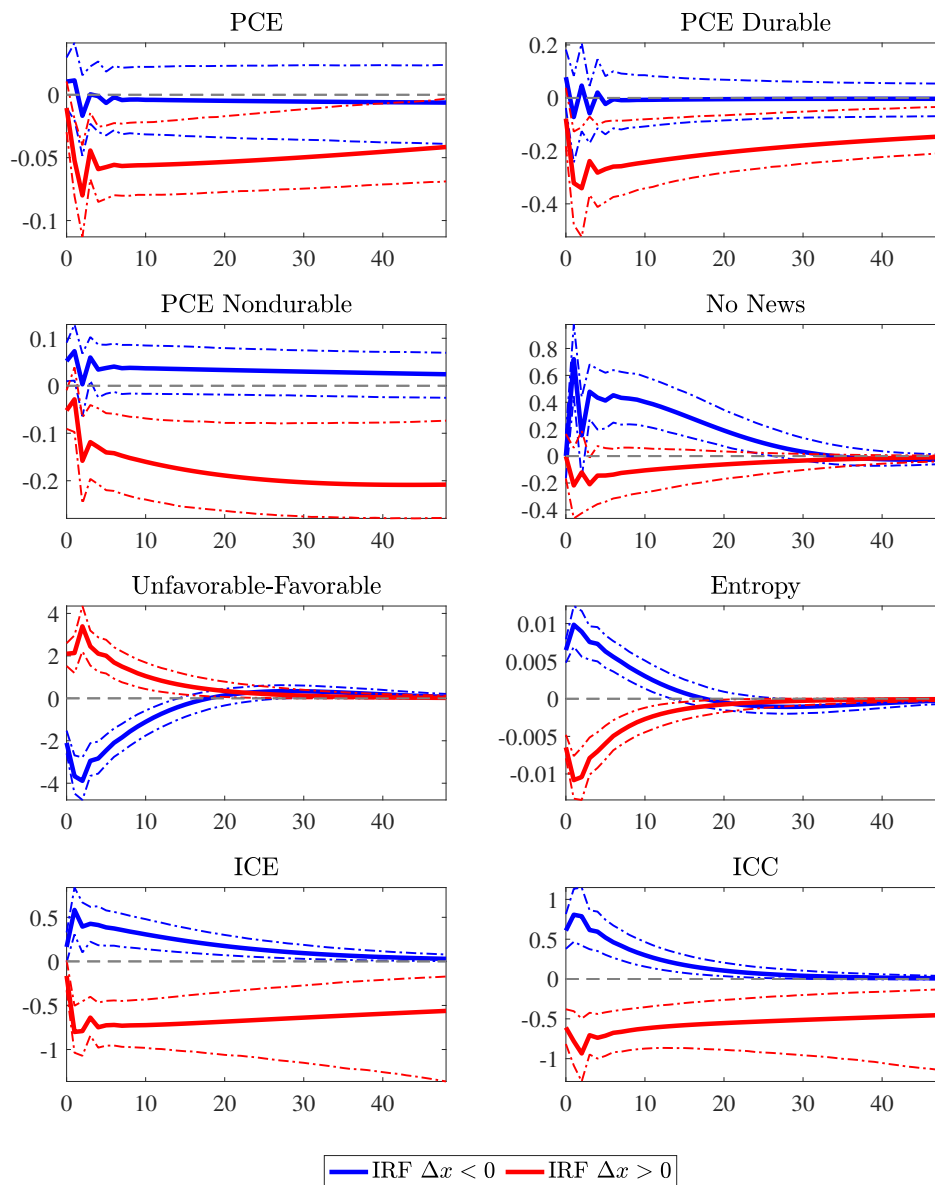 PCE
0
-0.05
-0.1
0 10 20 30 40
PCE Durable
0.2
0
-0.2
-0.4
0 10 20 30 40
PCE Nondurable
0.1
0
-0.1
-0.2
0 10 20 30 40
No News
0.8
0.6
0.4
0.2
0
-0.2
-0.4
0 10 20 30 40
Unfavorable-Favorable
4
2
0
-2
-4
0 10 20 30 40
Entropy
0.01
0.005
0
-0.005
-0.01
0 10 20 30 40
ICE
0.5
0
-0.5
-1
0 10 20 30 40
ICC
1
0.5
0
-0.5
-1
0 10 20 30 40
IRF Δx < 0 IRF Δx > 0